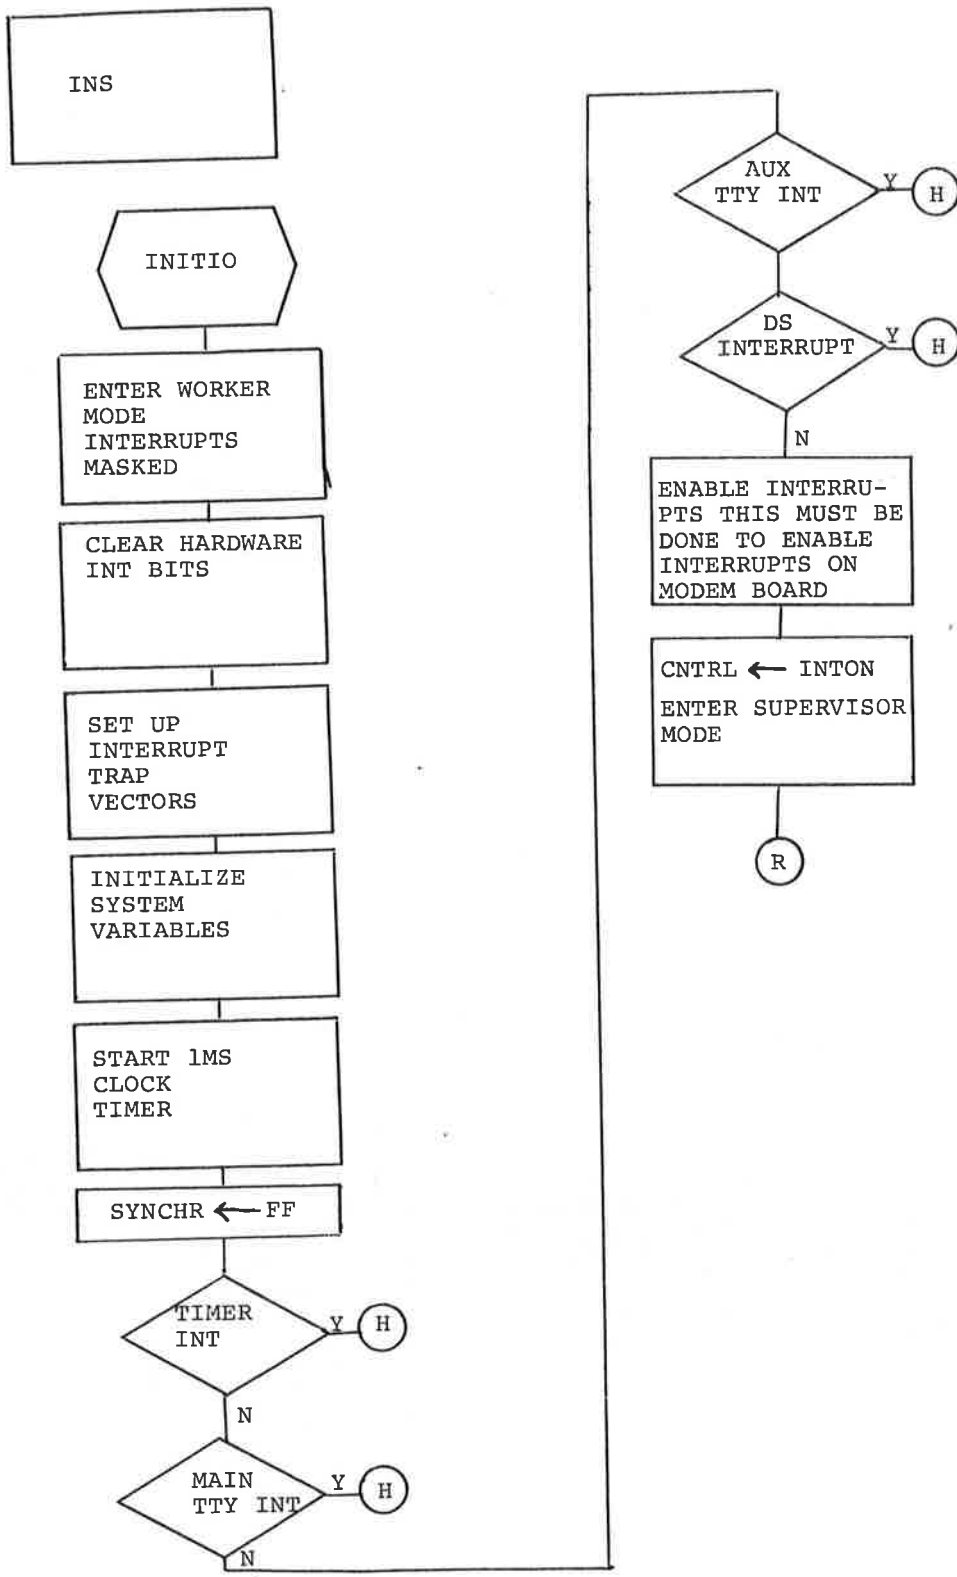 INS
INITIO
ENTER WORKER
MODE
INTERRUPTS
MASKED
CLEAR HARDWARE
INT BITS
SET UP
INTERRUPT
TRAP
VECTORS
INITIALIZE
SYSTEM
VARIABLES
START 1MS
CLOCK
TIMER
SYNCHR ← FF
TIMER
INT
Y H
N
MAIN
TTY INT
Y H
N
AUX
TTY INT
Y H
DS
INTERRUPT
Y H
N
ENABLE INTERRU-
PTS THIS MUST BE
DONE TO ENABLE
INTERRUPTS ON
MODEM BOARD
CNTRL ← INTON
ENTER SUPERVISOR
MODE
R